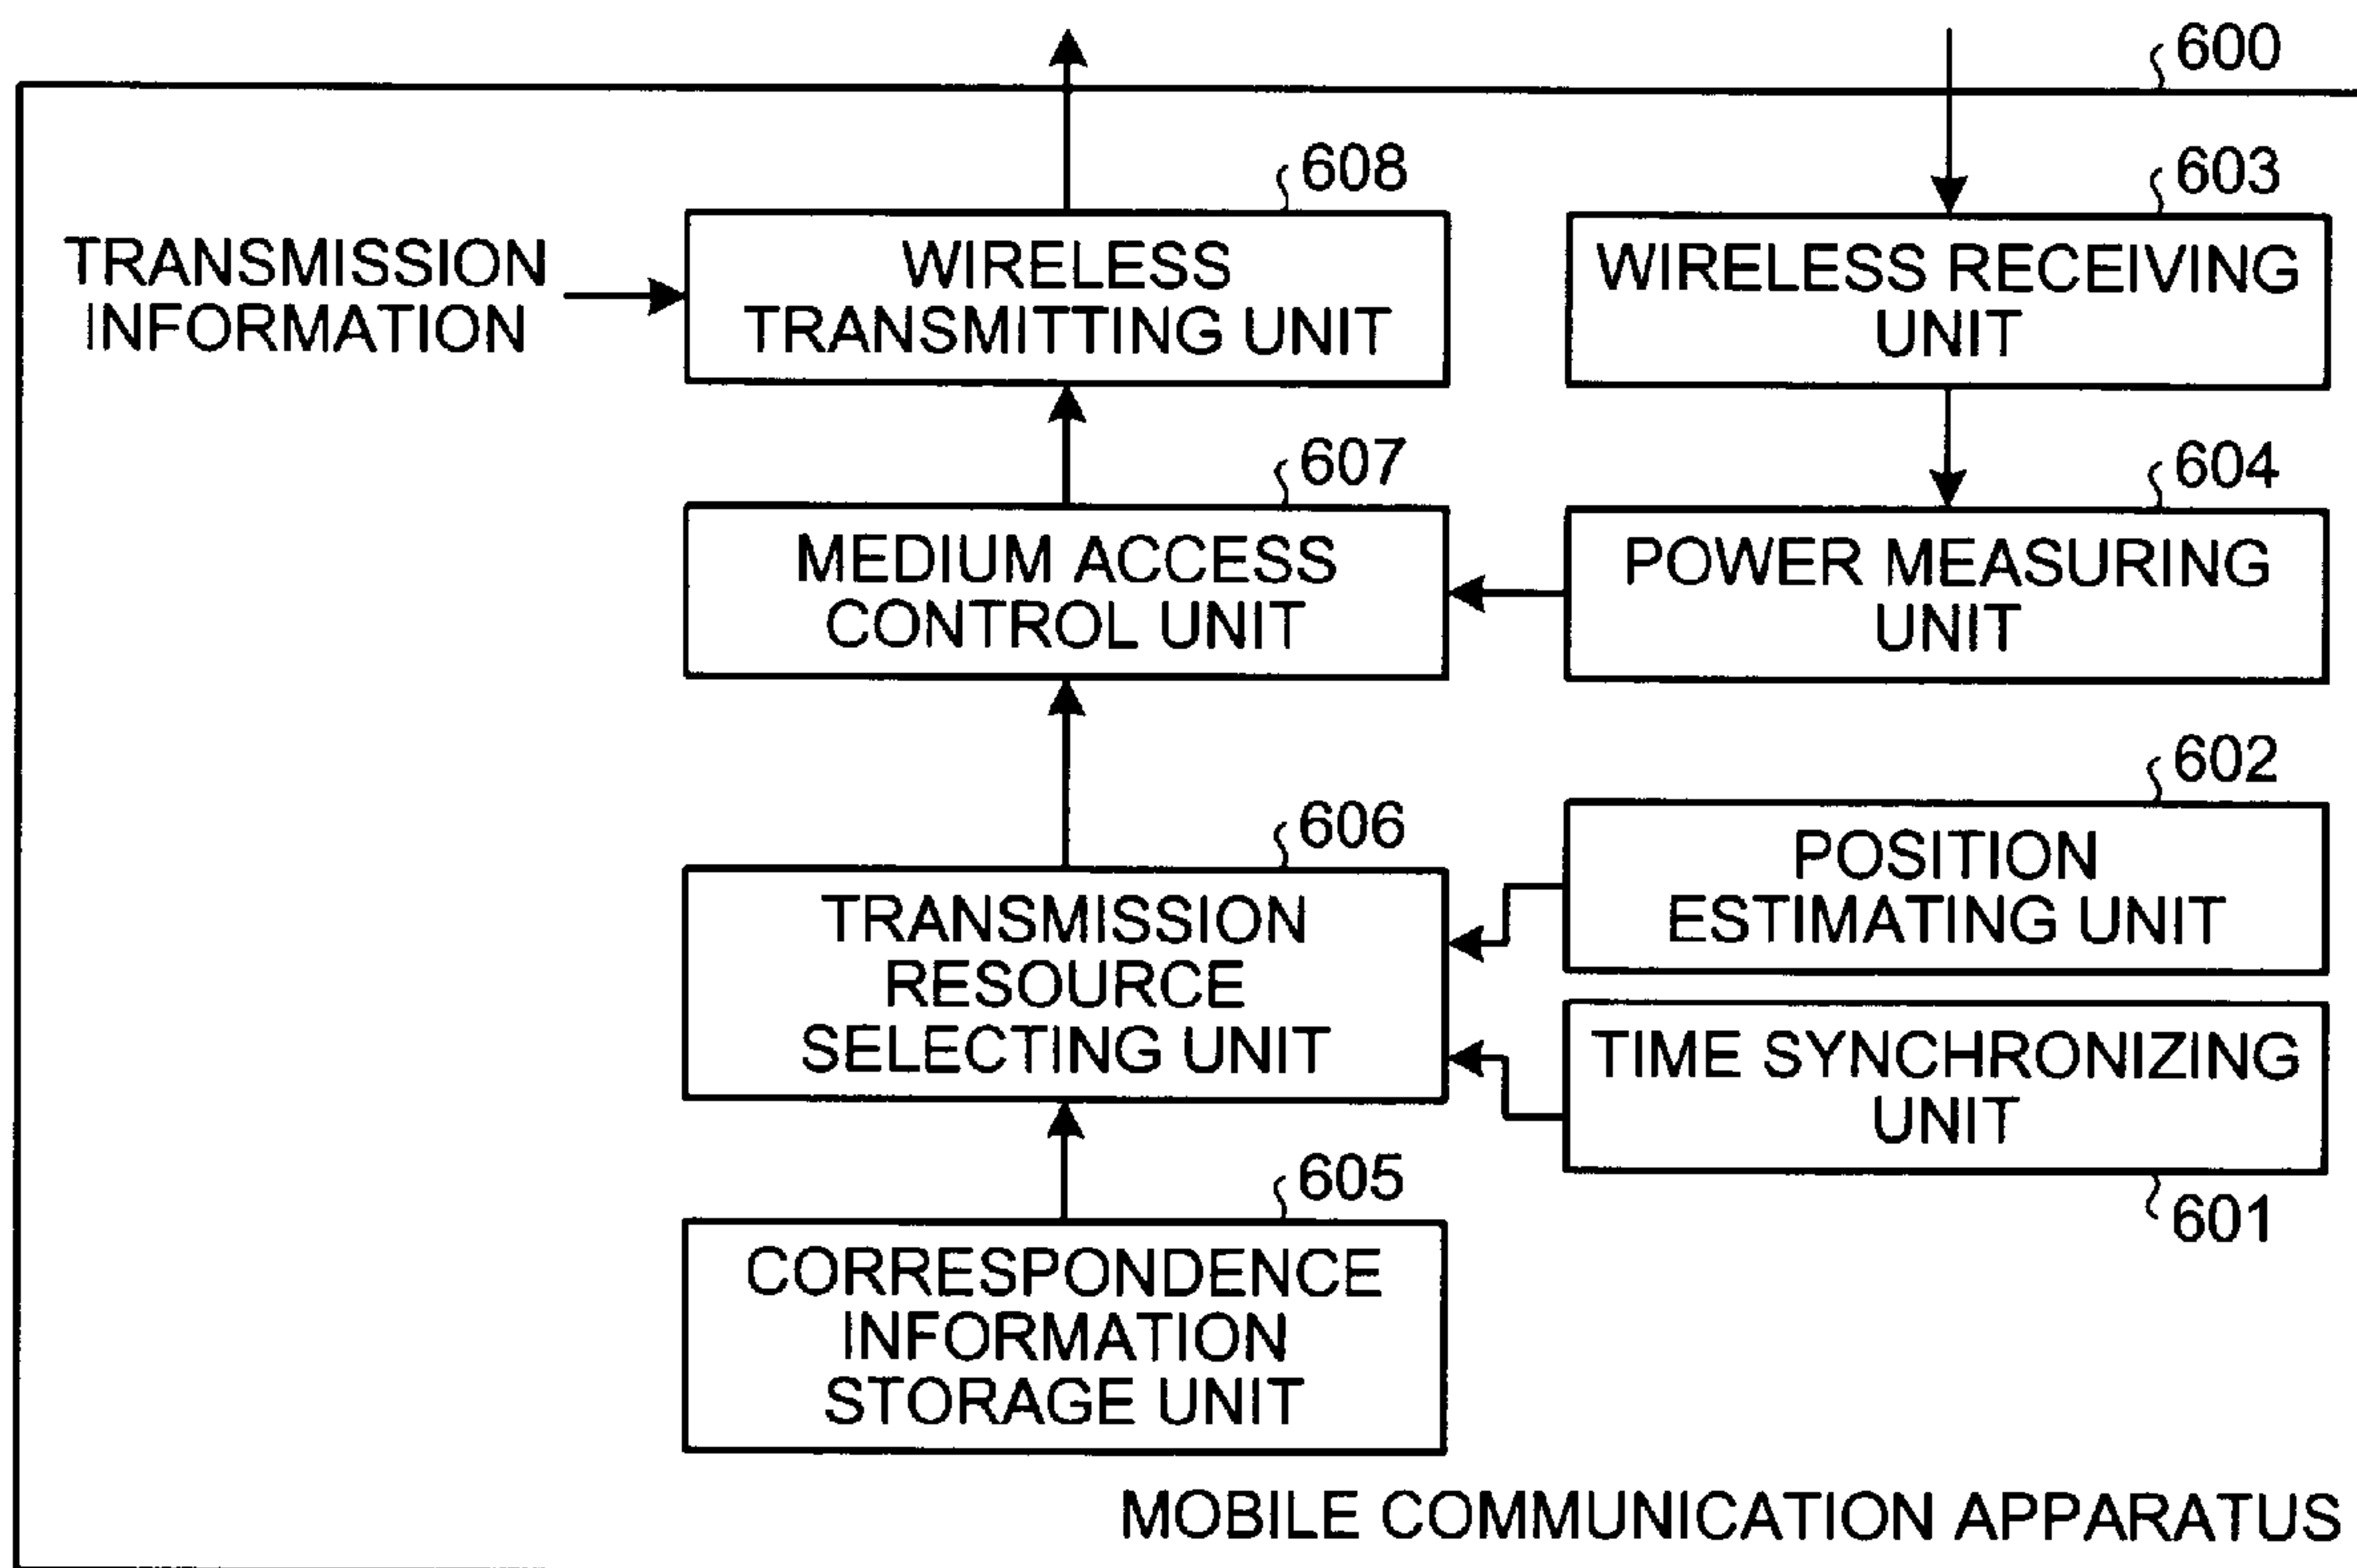 600
608
603
TRANSMISSION
INFORMATION
WIRELESS
TRANSMITTING UNIT
WIRELESS RECEIVING
UNIT
607
604
MEDIUM ACCESS
CONTROL UNIT
POWER MEASURING
UNIT
602
606
POSITION
ESTIMATING UNIT
TRANSMISSION
RESOURCE
SELECTING UNIT
TIME SYNCHRONIZING
UNIT
605
601
CORRESPONDENCE
INFORMATION
STORAGE UNIT
MOBILE COMMUNICATION APPARATUS